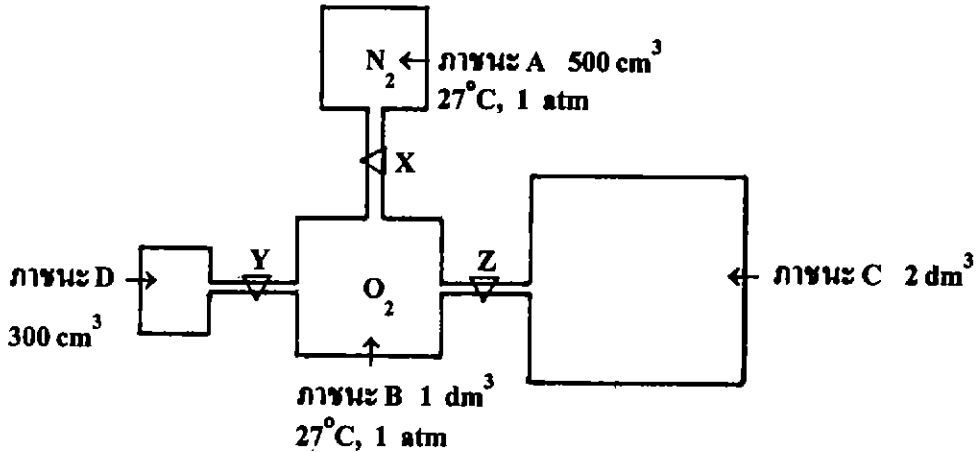 N₂ ← ภาชนะ A 500 cm³
27°C, 1 atm
X
Y
Z
ภาชนะ D →
300 cm³
O₂
← ภาชนะ C 2 dm³
ภาชนะ B 1 dm³
27°C, 1 atm